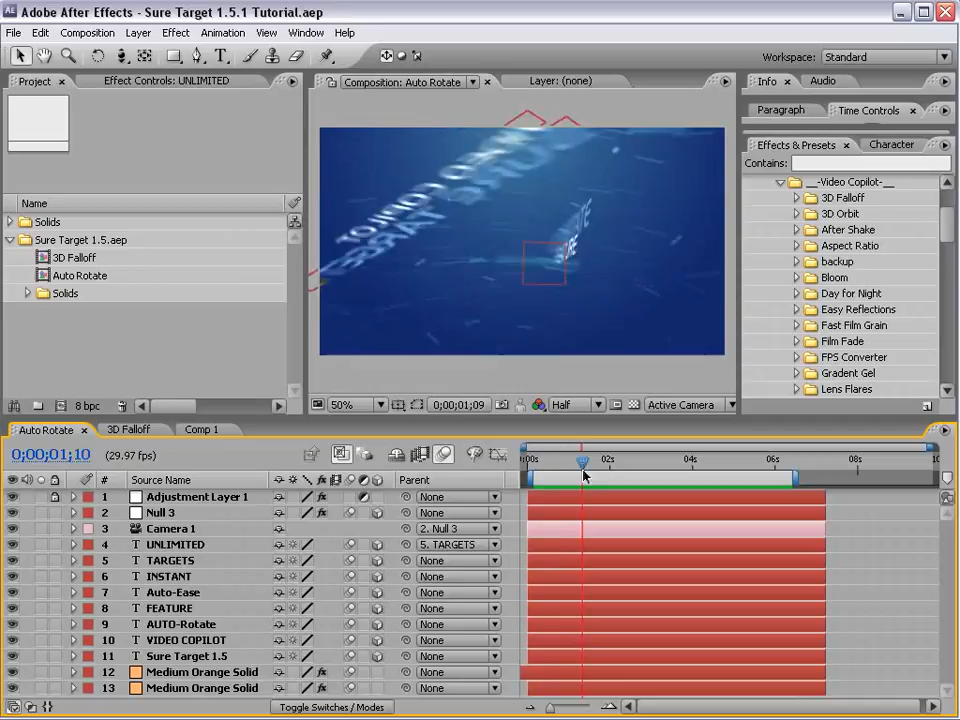 Adobe After Effects - Sure Target 1.5.1 Tutorial.aep
File Edit Composition Layer Effect Animation View Window Help
T Workspace: Standard
Project × Effect Controls: UNLIMITED
Composition: Auto Rotate × Layer: (none)
Info × Audio
Paragraph Time Controls ×
Effects & Presets × Character
Contains:
__-Video Copilot-__
3D Falloff
3D Orbit
After Shake
Aspect Ratio
backup
Bloom
Day for Night
Easy Reflections
Fast Film Grain
Film Fade
FPS Converter
Gradent Gel
Lens Flares
Name
Solids
Sure Target 1.5.aep
3D Falloff
Auto Rotate
Solids
8 bpc
50% 0;00;01;09 Half Active Camera
Auto Rotate × 3D Falloff Comp 1
0;00;01;10 (29.97 fps)
:00s 02s 04s 06s 08s 10
# Source Name Parent
1 Adjustment Layer 1 None
2 Null 3 None
3 Camera 1 2. Null 3
4 T UNLIMITED 5. TARGETS
5 T TARGETS None
6 T INSTANT None
7 T Auto-Ease None
8 T FEATURE None
9 T AUTO-Rotate None
10 T VIDEO COPILOT None
11 T Sure Target 1.5 None
12 Medium Orange Solid None
13 Medium Orange Solid None
Toggle Switches / Modes